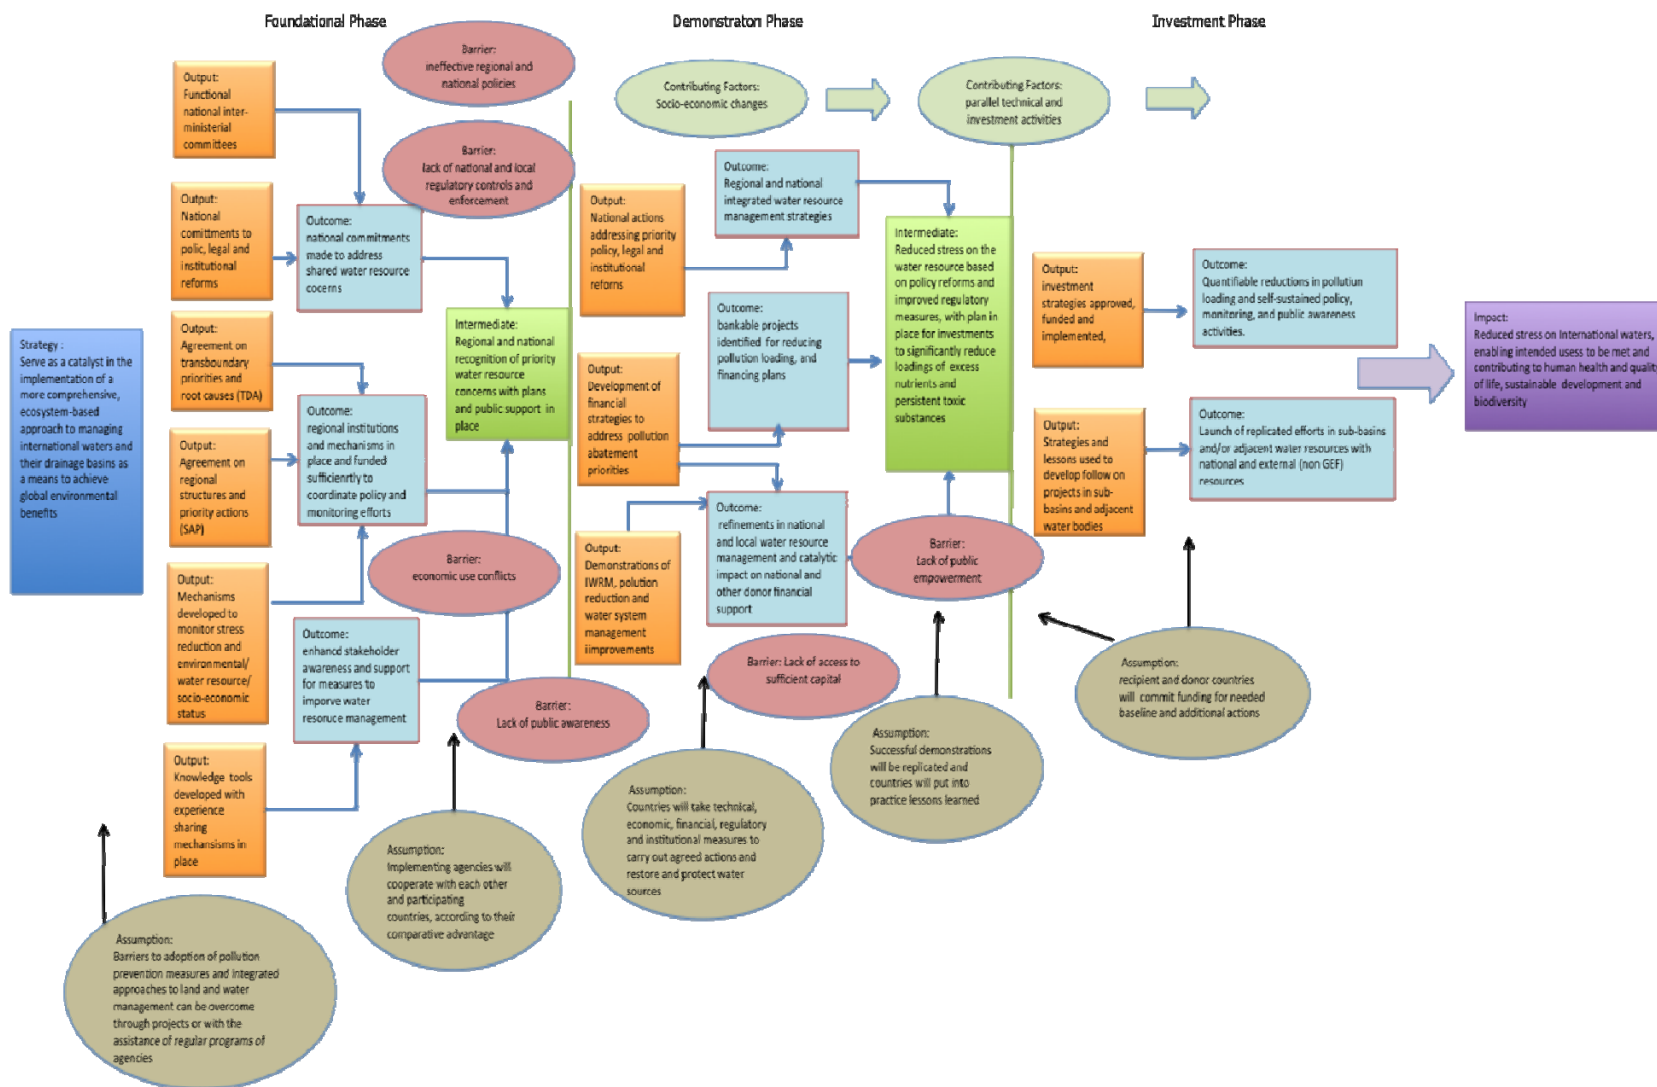 Foundational Phase
Demonstraton Phase
Investment Phase
Strategy :
Serve as a catalyst in the
implementation of a
more comprehensive,
ecosystem-based
approach to managing
international waters and
their drainage basins as
a means to achieve
global environmental
benefits
Output:
Functional
national inter-
ministerial
committees
Output:
National
comittments to
polic, legal and
institutional
reforms
Output:
Agreement on
transboundary
priorities and
root causes (TDA)
Output:
Agreement on
regional
structures and
priority actions
(SAP)
Output:
Mechanisms
developed to
monitor stress
reduction and
environmental/
water resource/
socio-economic
status
Output:
Knowledge tools
developed with
experience
sharing
mechansisms in
place
Outcome:
national commitments
made to address
shared water resource
cocerns
Outcome:
regional institutions
and mechanisms in
place and funded
sufficienrtly to
coordinate policy and
monitoring efforts
Outcome:
enhanced stakeholder
awareness and support
for measures to
imporve water
resoruce management
Barrier:
ineffective regional and
national policies
Barrier:
lack of national and local
regulatory controls and
enforcement
Intermediate:
Regional and national
recognition of priority
water resource
concerns with plans
and public support in
place
Barrier:
economic use conflicts
Barrier:
Lack of public awareness
Contributing Factors:
Socio-economic changes
Contributing Factors:
parallel technical and
investment activities
Output:
National actions
addressing priority
policy, legal and
institutional
reforns
Output:
Development of
financial
strategies to
address pollution
abatement
priorities
Output:
Demonstrations of
IWRM, polution
reduction and
water system
management
iimprovements
Outcome:
Regional and national
integrated water resource
management strategies
Outcome:
bankable projects
identified for reducing
pollution loading, and
financing plans
Outcome:
refinements in national
and local water resource
management and catalytic
impact on national and
other donor financial
support
Intermediate:
Reduced stress on the
water resource based
on policy reforms and
improved regulatory
measures, with plan in
place for investments
to significantly reduce
loadings of excess
nutrients and
persistent toxic
substances
Barrier:
Lack of public
empowerment
Barrier: Lack of access to
sufficient capital
Output:
investment
strategies approved,
funded and
implemented,
Output:
Strategies and
lessons used to
develop follow on
projects in sub-
basins and adjacent
water bodies
Outcome:
Quantifiable reductions in pollution
loading and self-sustained policy,
monitoring, and public awareness
activities.
Outcome:
Launch of replicated efforts in sub-basins
and/or adjacent water resources with
national and external (non GEF)
resources
Impact:
Reduced stress on International waters,
enabling intended usess to be met and
contributing to human health and quality
of life, sustainable development and
biodiversity
Assumption:
Barriers to adoption of pollution
prevention measures and integrated
approaches to land and water
management can be overcome
through projects or with the
assistance of regular programs of
agencies
Assumption:
Implementing agencies will
cooperate with each other
and participating
countries, according to their
comparative advantage
Assumption:
Countries will take technical,
economic, financial, regulatory
and institutional measures to
carry out agreed actions and
restore and protect water
sources
Assumption:
Successful demonstrations
will be replicated and
countries will put into
practice lessons learned
Assumption:
recipient and donor countries
will commit funding for needed
baseline and additional actions